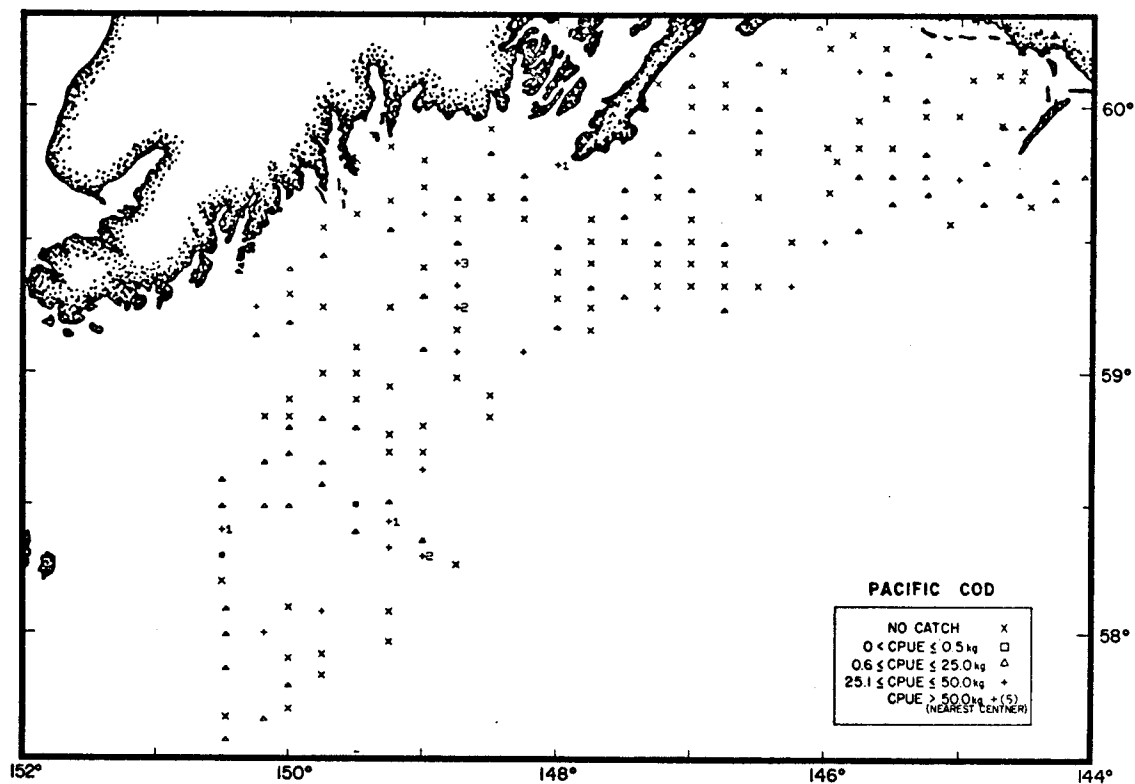 60°
+1
+3
+2
59°
+1
+1
+2
PACIFIC COD
NO CATCH x
0 < CPUE ≤ 0.5 kg □
0.6 ≤ CPUE ≤ 25.0 kg △
25.1 ≤ CPUE ≤ 50.0 kg +
CPUE > 50.0 kg +(5)
(NEAREST CENTNER)
58°
152° 150° 148° 146° 144°